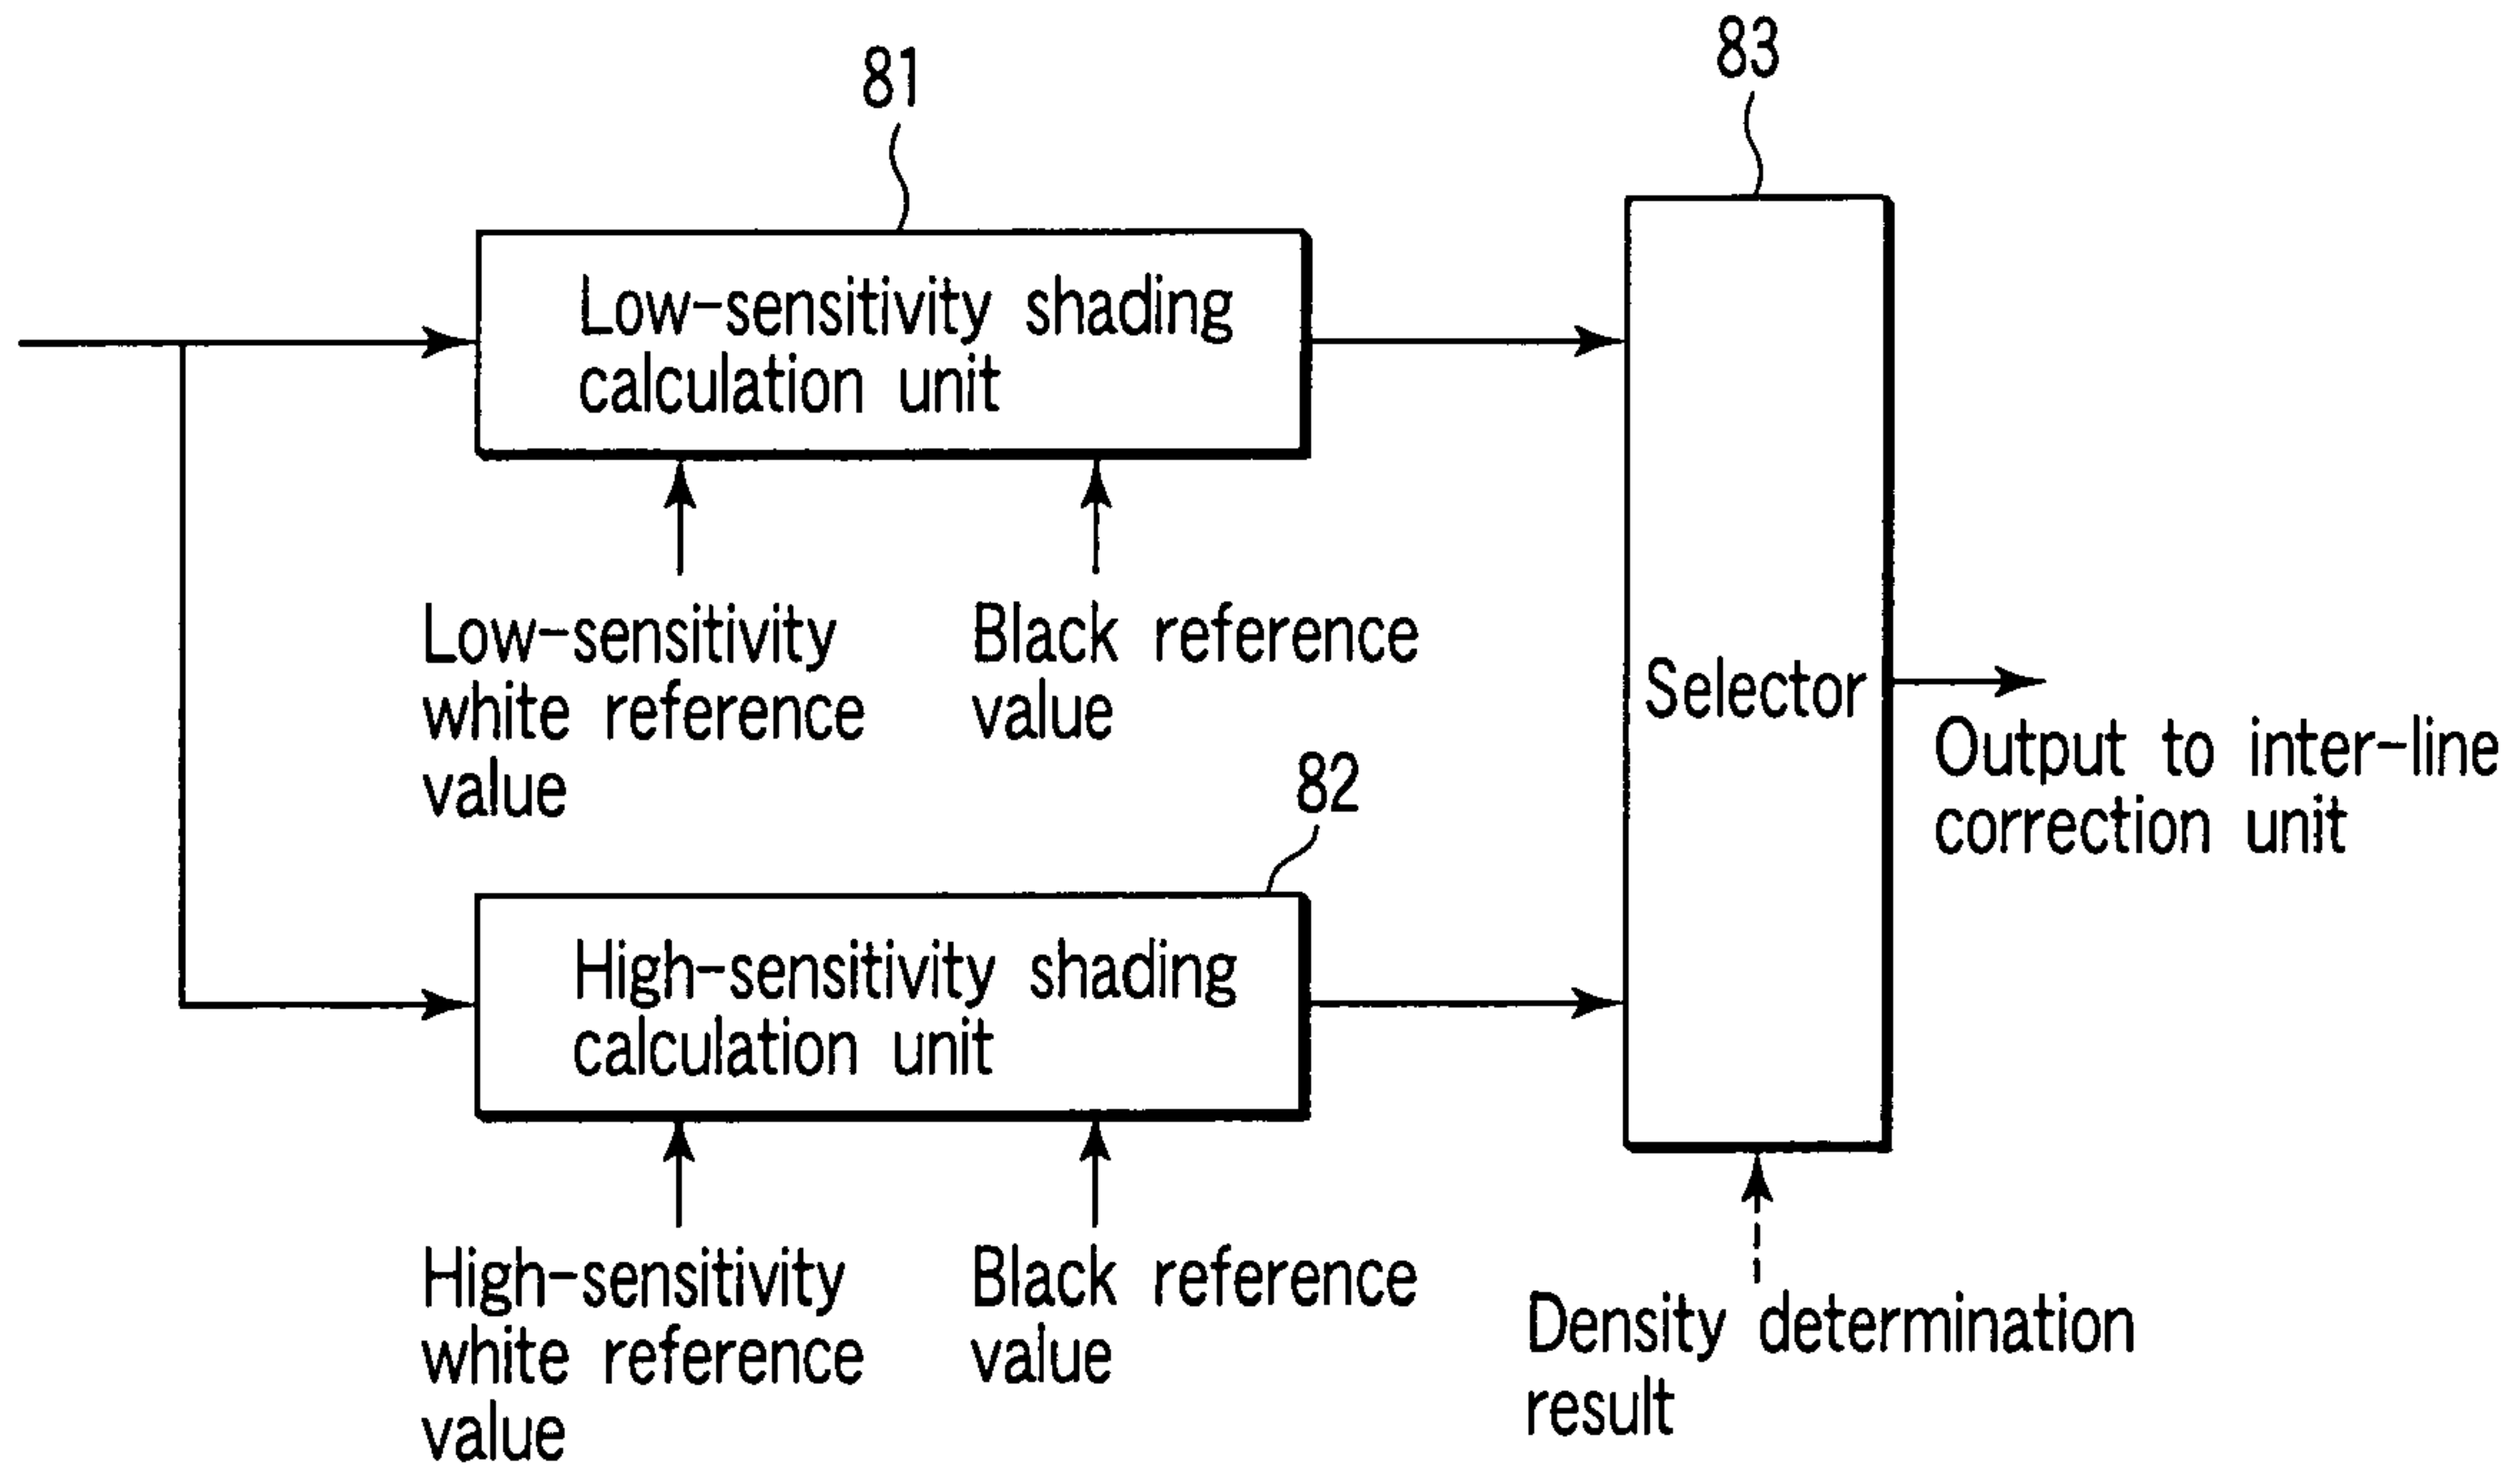 81
83
Low-sensitivity shading
calculation unit
Low-sensitivity
white reference
value
Black reference
value
Selector
Output to inter-line
correction unit
82
High-sensitivity shading
calculation unit
High-sensitivity
white reference
value
Black reference
value
Density determination
result